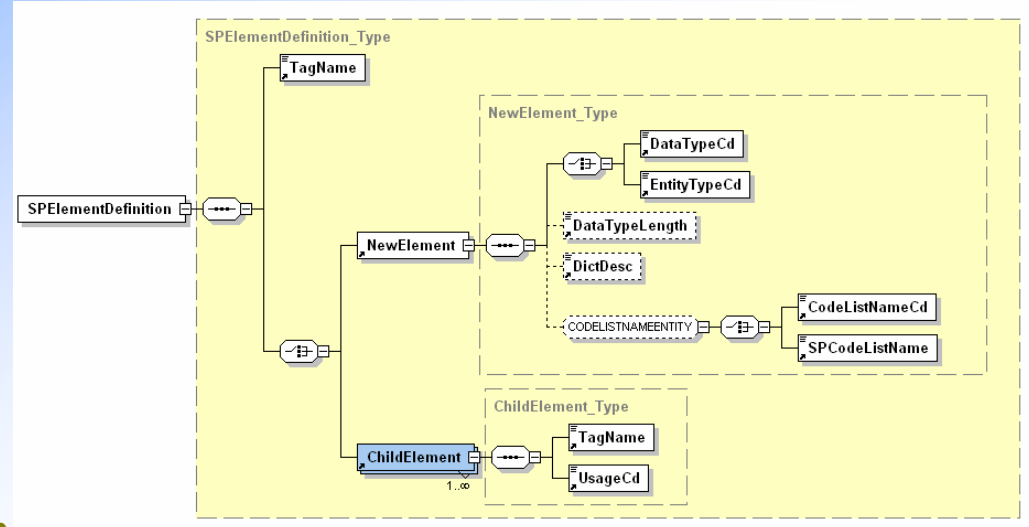 SPElementDefinition_Type
TagName
NewElement_Type
DataTypeCd
EntityTypeCd
SPElementDefinition
DataTypeLength
NewElement
DictDesc
CodeListNameCd
CODELISTNAMEENTITY
SPCodeListName
ChildElement_Type
TagName
ChildElement
UsageCd
1..∞